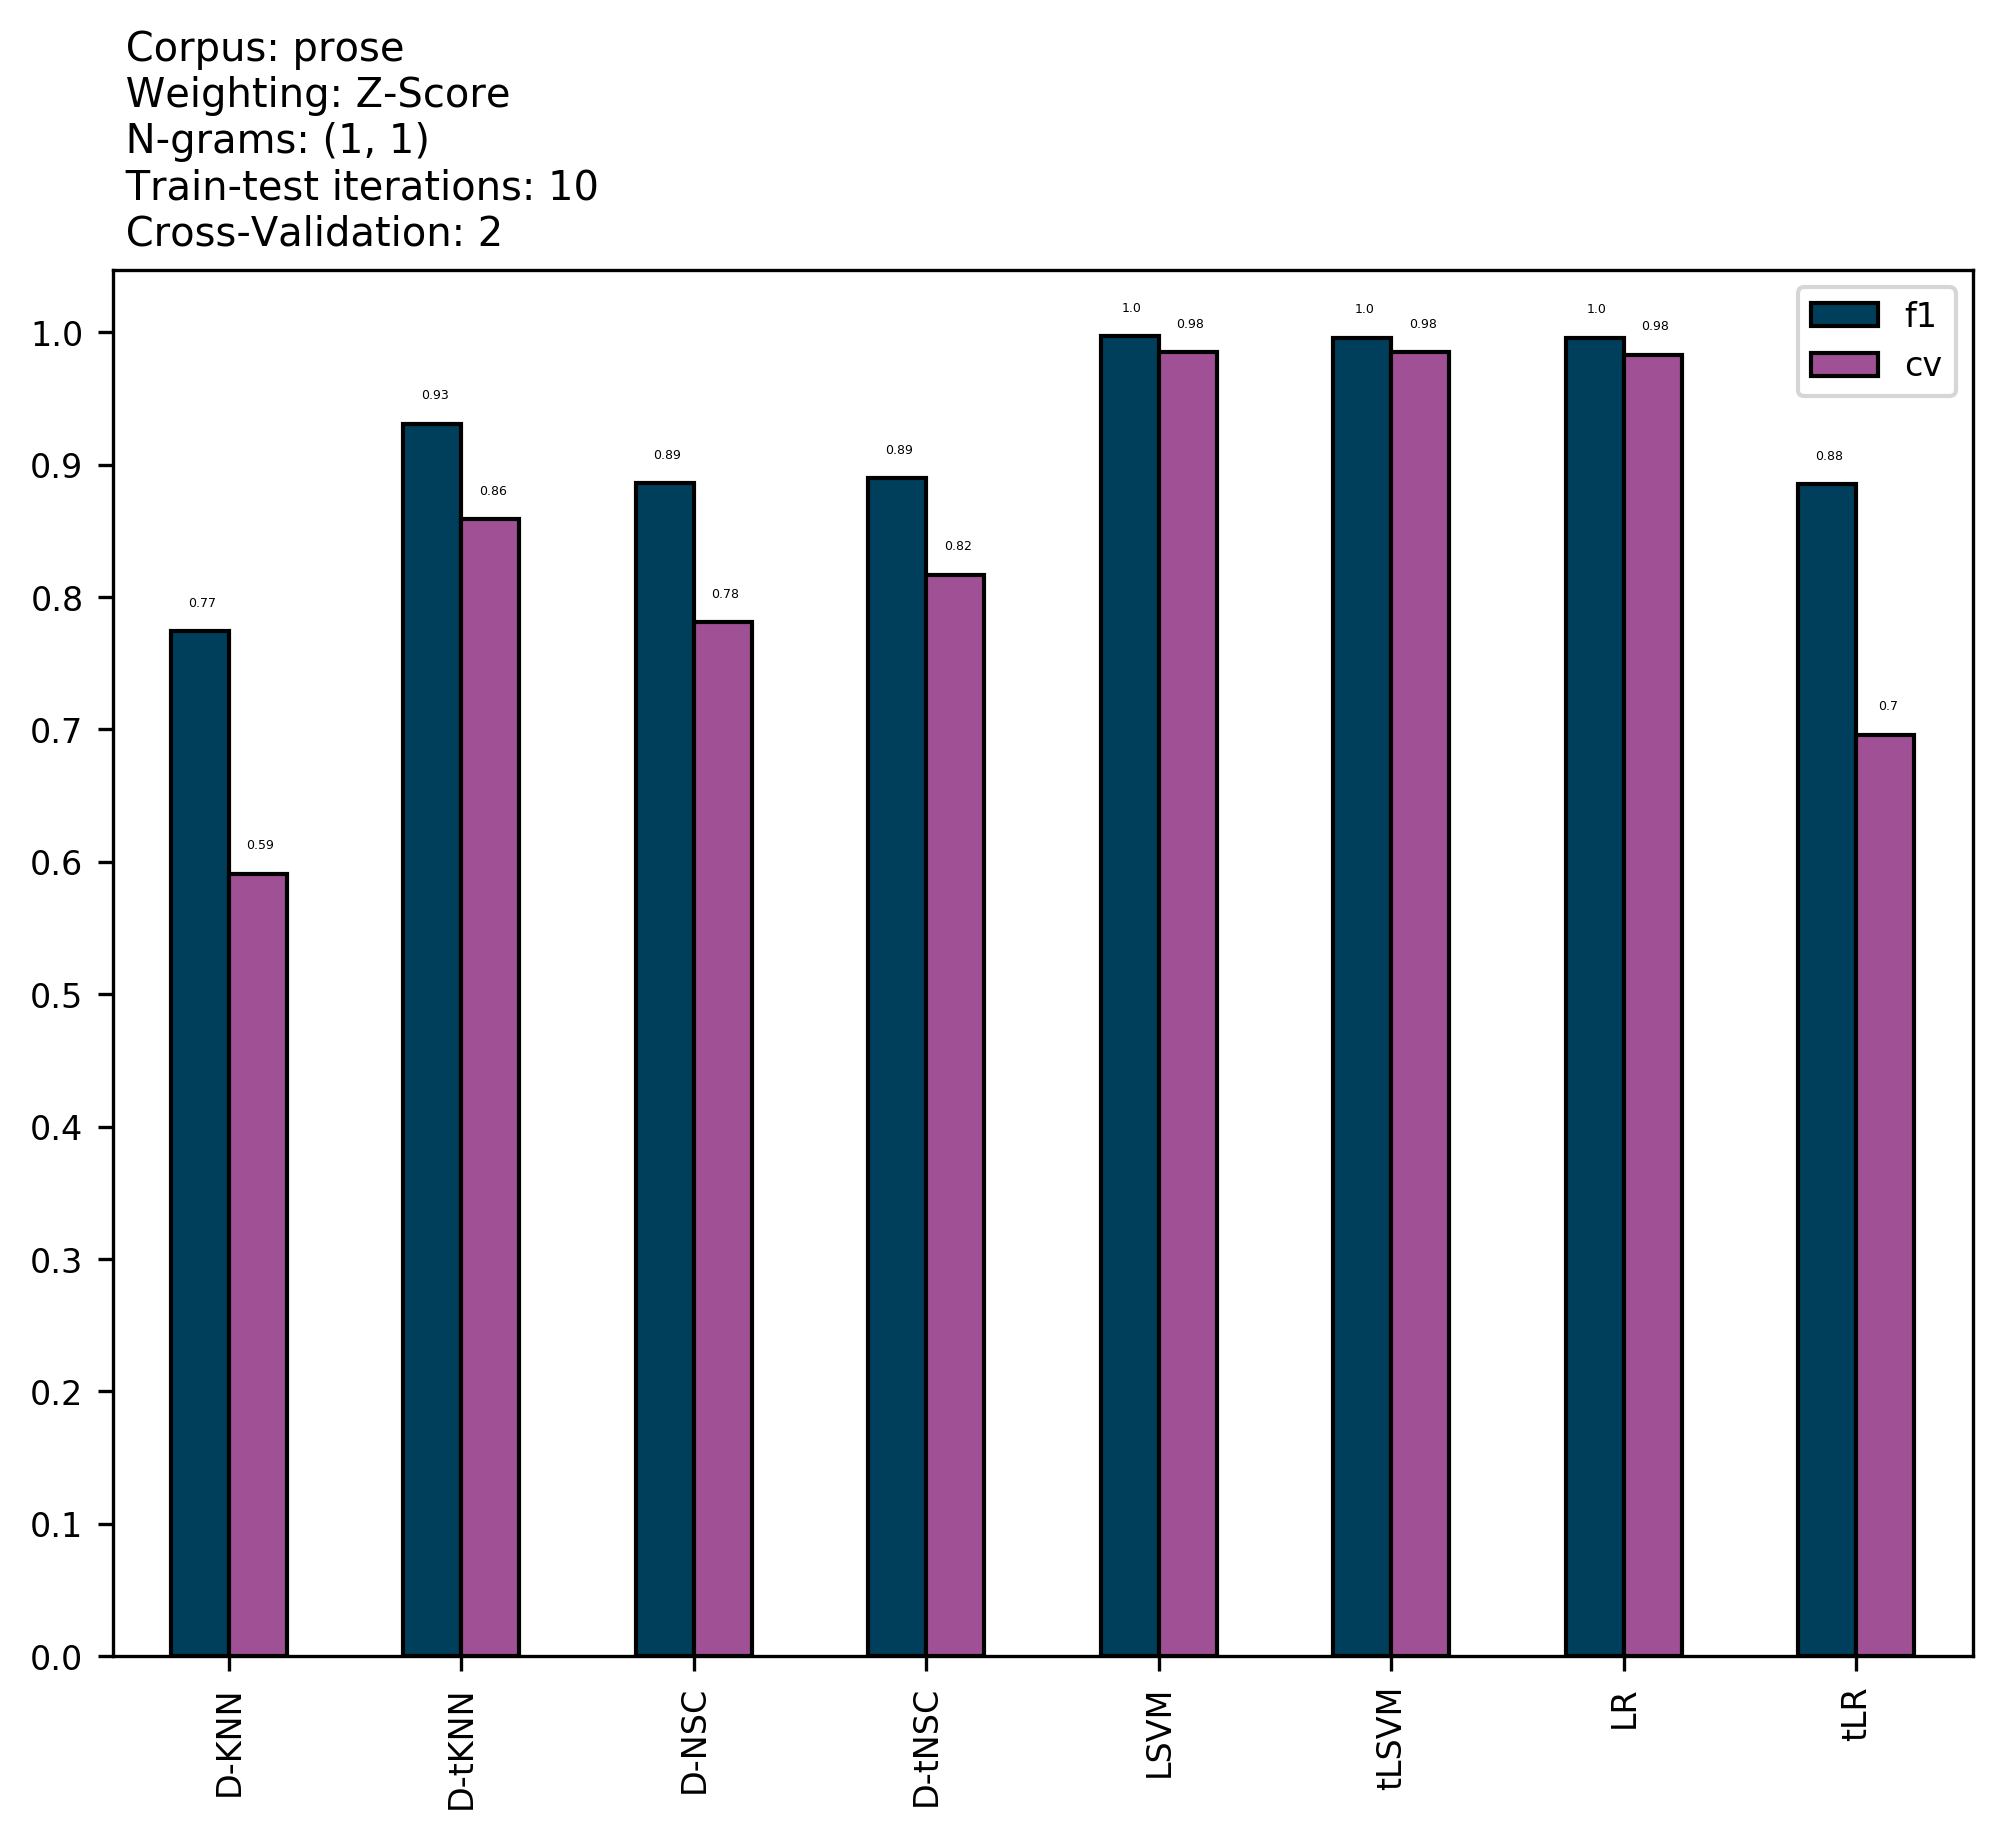 Corpus: prose
Weighting: Z-Score
N-grams: (1, 1)
Train-test iterations: 10
Cross-Validation: 2
f1
cv
1.0
0.9
0.8
0.7
0.6
0.5
0.4
0.3
0.2
0.1
0.0
0.77
0.59
0.93
0.86
0.89
0.78
0.89
0.82
1.0
0.98
1.0
0.98
1.0
0.98
0.88
0.7
D-KNN
D-tKNN
D-NSC
D-tNSC
LSVM
tLSVM
LR
tLR